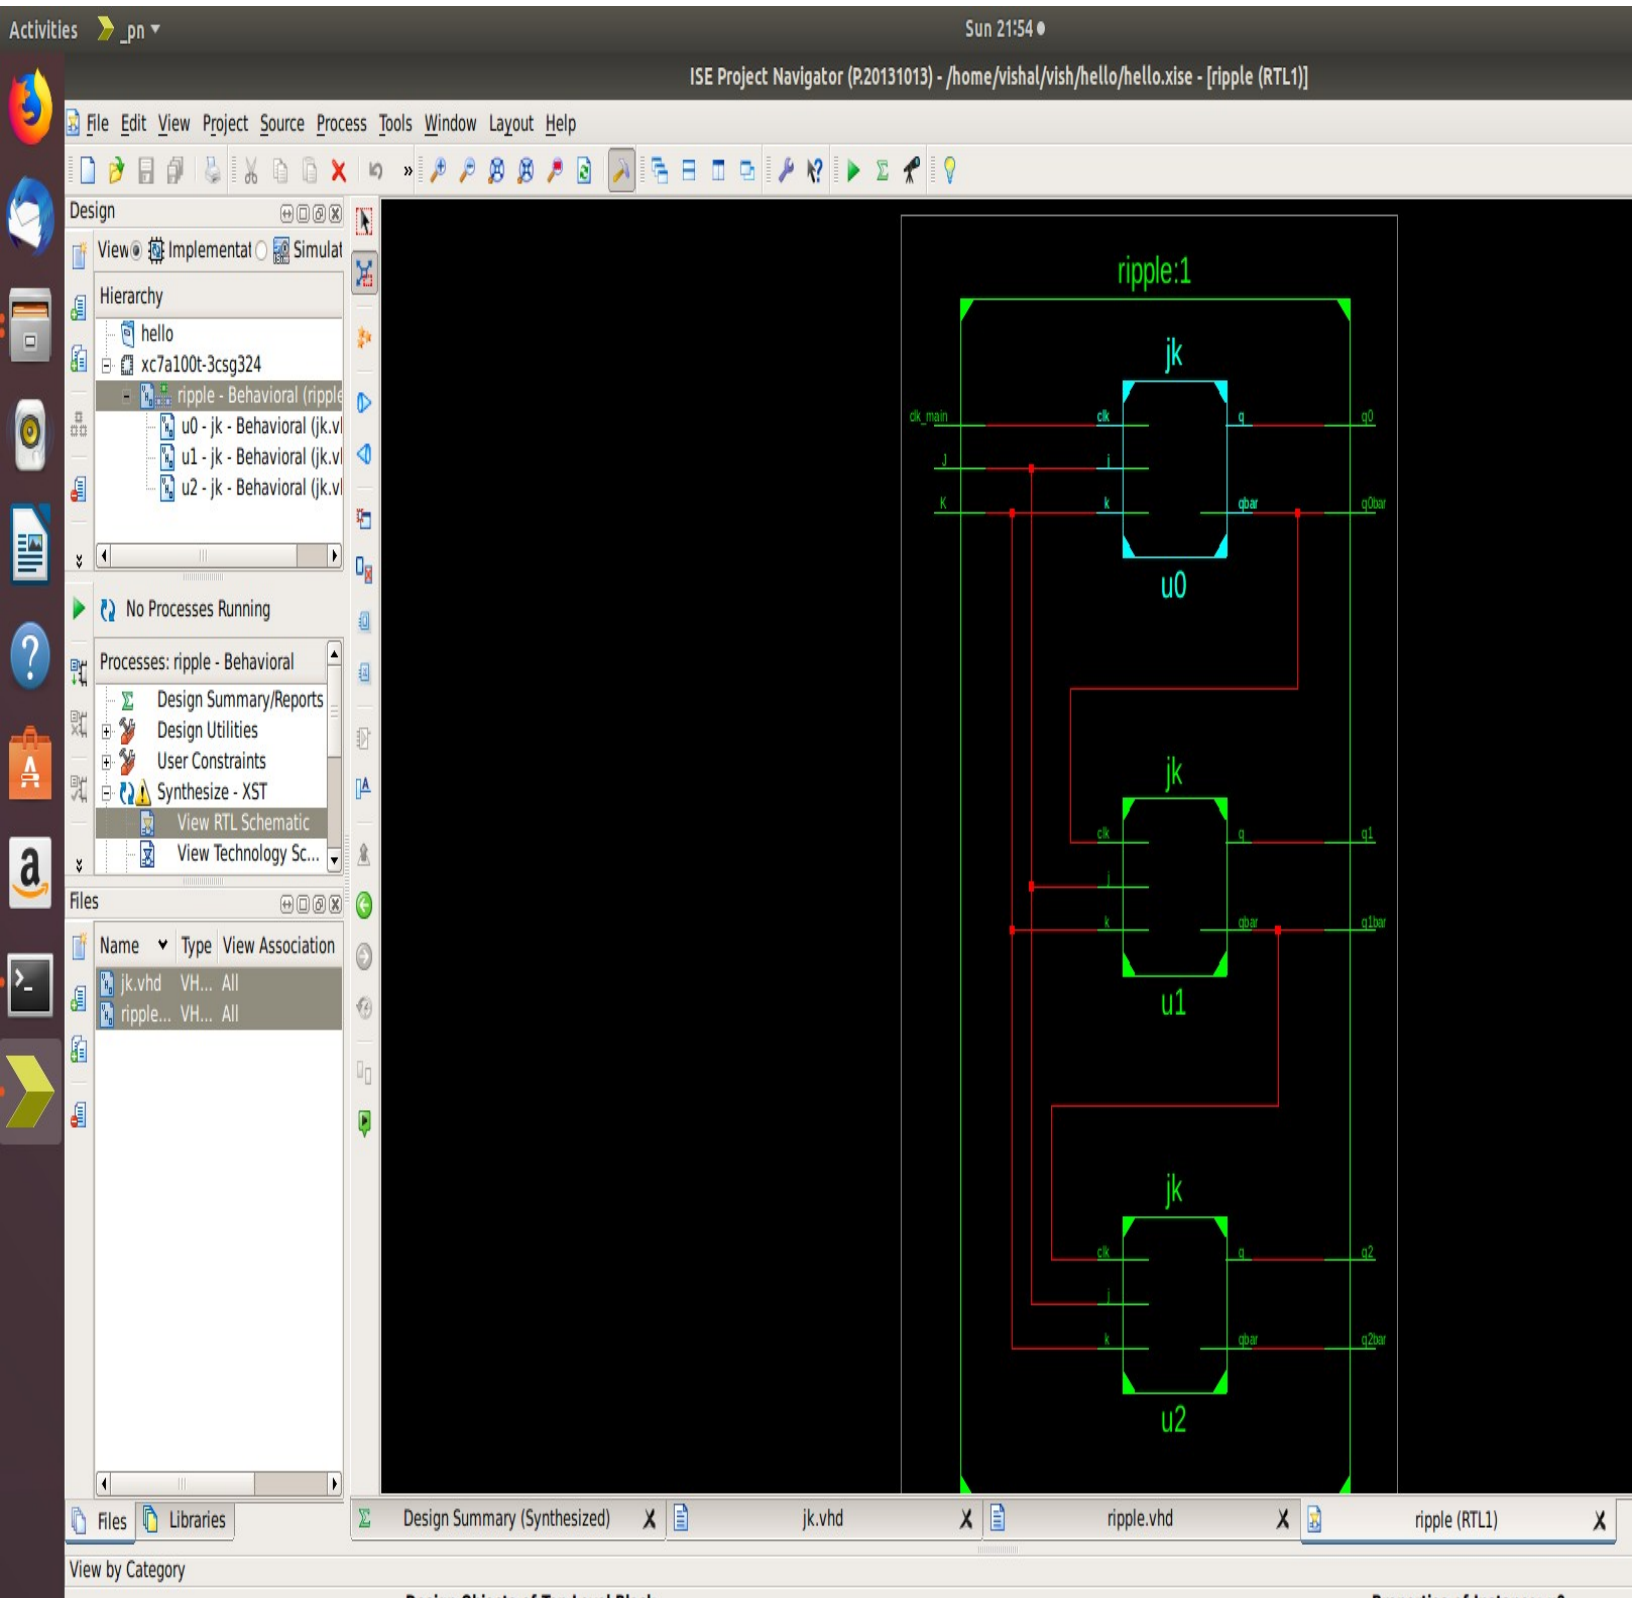 Activities _pn
Sun 21:54
ISE Project Navigator (P.20131013) - /home/vishal/vish/hello/hello.xise - [ripple (RTL1)]
File Edit View Project Source Process Tools Window Layout Help
Design
View Implementat Simulat
Hierarchy
hello
xc7a100t-3csg324
ripple - Behavioral (ripple
u0 - jk - Behavioral (jk.vl
u1 - jk - Behavioral (jk.vl
u2 - jk - Behavioral (jk.vl
No Processes Running
Processes: ripple - Behavioral
Design Summary/Reports
Design Utilities
User Constraints
Synthesize - XST
View RTL Schematic
View Technology Sc...
Files
Name Type View Association
jk.vhd VH... All
ripple... VH... All
Files Libraries
View by Category
ripple:1
jk
clk_main clk q q0
J j
K k qbar q0bar
u0
jk
clk q q1
j
k qbar q1bar
u1
jk
clk q q2
j
k qbar q2bar
u2
Design Summary (Synthesized) jk.vhd ripple.vhd ripple (RTL1)